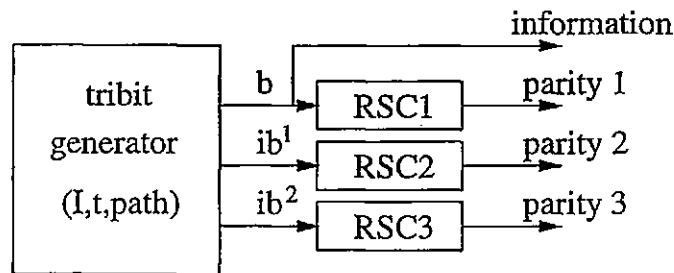 information
tribit
generator
(I,t,path)
b
RSC1
parity 1
ib¹
RSC2
parity 2
ib²
RSC3
parity 3